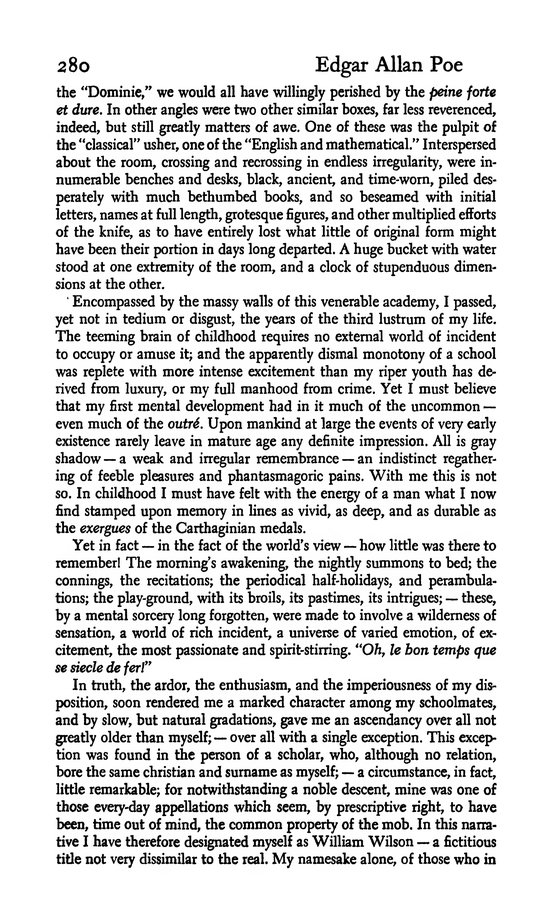 280 Edgar Allan Poe
the “Dominie,” we would all have willingly perished by the peine forte
et dure. In other angles were two other similar boxes, far less reverenced,
indeed, but still greatly matters of awe. One of these was the pulpit of
the “classical” usher, one of the “English and mathematical.” Interspersed
about the room, crossing and recrossing in endless irregularity, were in-
numerable benches and desks, black, ancient, and time-worn, piled des-
perately with much bethumbed books, and so beseamed with initial
letters, names at full length, grotesque figures, and other multiplied efforts
of the knife, as to have entirely lost what little of original form might
have been their portion in days long departed. A huge bucket with water
stood at one extremity of the room, and a clock of stupenduous dimen-
sions at the other.
Encompassed by the massy walls of this venerable academy, I passed,
yet not in tedium or disgust, the years of the third lustrum of my life.
The teeming brain of childhood requires no external world of incident
to occupy or amuse it; and the apparently dismal monotony of a school
was replete with more intense excitement than my riper youth has de-
rived from luxury, or my full manhood from crime. Yet I must believe
that my first mental development had in it much of the uncommon —
even much of the outré. Upon mankind at large the events of very early
existence rarely leave in mature age any definite impression. All is gray
shadow — a weak and irregular remembrance — an indistinct regather-
ing of feeble pleasures and phantasmagoric pains. With me this is not
so. In childhood I must have felt with the energy of a man what I now
find stamped upon memory in lines as vivid, as deep, and as durable as
the exergues of the Carthaginian medals.
Yet in fact — in the fact of the world’s view — how little was there to
remember! The morning’s awakening, the nightly summons to bed; the
connings, the recitations; the periodical half-holidays, and perambula-
tions; the play-ground, with its broils, its pastimes, its intrigues; — these,
by a mental sorcery long forgotten, were made to involve a wilderness of
sensation, a world of rich incident, a universe of varied emotion, of ex-
citement, the most passionate and spirit-stirring. “Oh, le bon temps que
se siecle de fer!”
In truth, the ardor, the enthusiasm, and the imperiousness of my dis-
position, soon rendered me a marked character among my schoolmates,
and by slow, but natural gradations, gave me an ascendancy over all not
greatly older than myself; — over all with a single exception. This excep-
tion was found in the person of a scholar, who, although no relation,
bore the same christian and surname as myself; — a circumstance, in fact,
little remarkable; for notwithstanding a noble descent, mine was one of
those every-day appellations which seem, by prescriptive right, to have
been, time out of mind, the common property of the mob. In this narra-
tive I have therefore designated myself as William Wilson — a fictitious
title not very dissimilar to the real. My namesake alone, of those who in